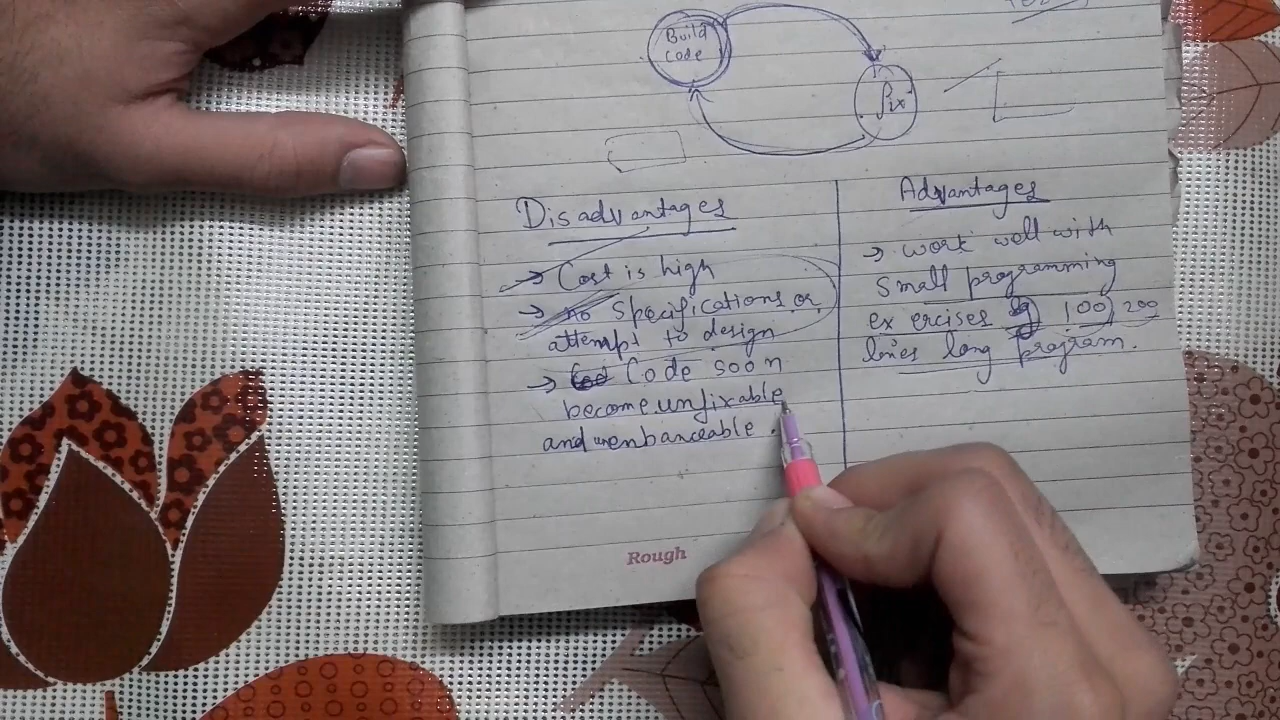 Build
code
fix
Disadvantages
→ Cost is high
→ no Specifications or
attempt to design
→ Code soon
become unfixable
and unenhanceable.
Advantages
→ work well with
small programming
exercises 100, 200
lines long program.
Rough